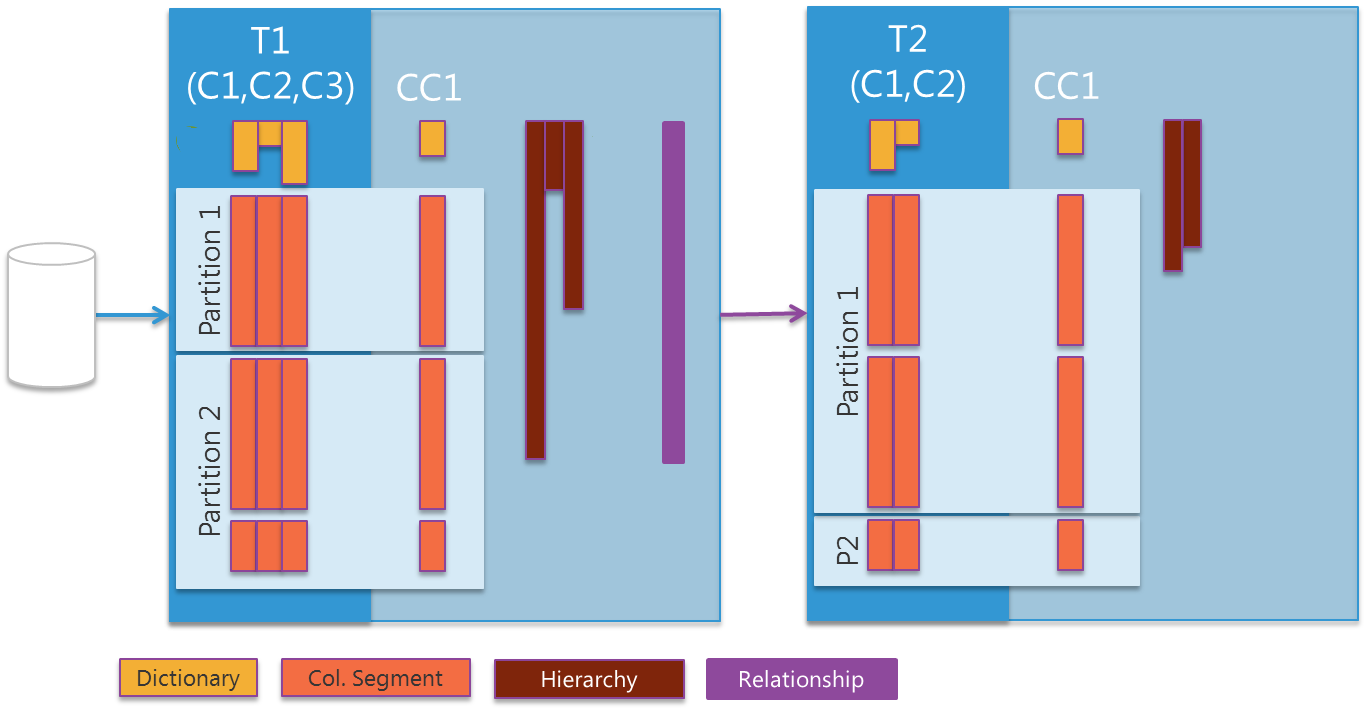 T1
(C1,C2,C3)
CC1
Partition 1
Partition 2
T2
(C1,C2)
CC1
Partition 1
P2
Dictionary
Col. Segment
Hierarchy
Relationship